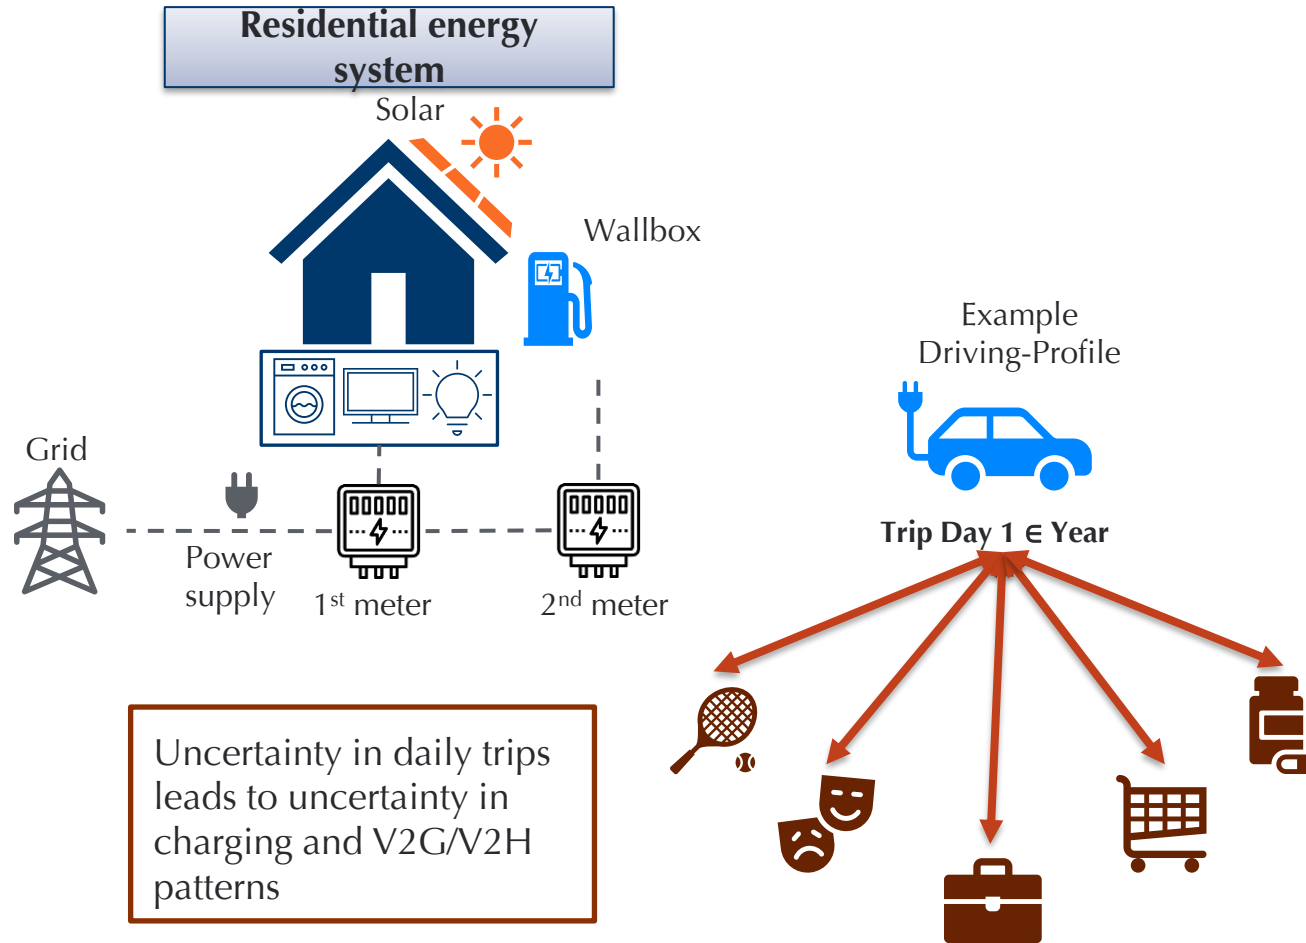 Residential energy
system
Solar
Wallbox
Example
Driving-Profile
Grid
Power
supply
1st meter
2nd meter
Trip Day 1 ∈ Year
Uncertainty in daily trips
leads to uncertainty in
charging and V2G/V2H
patterns